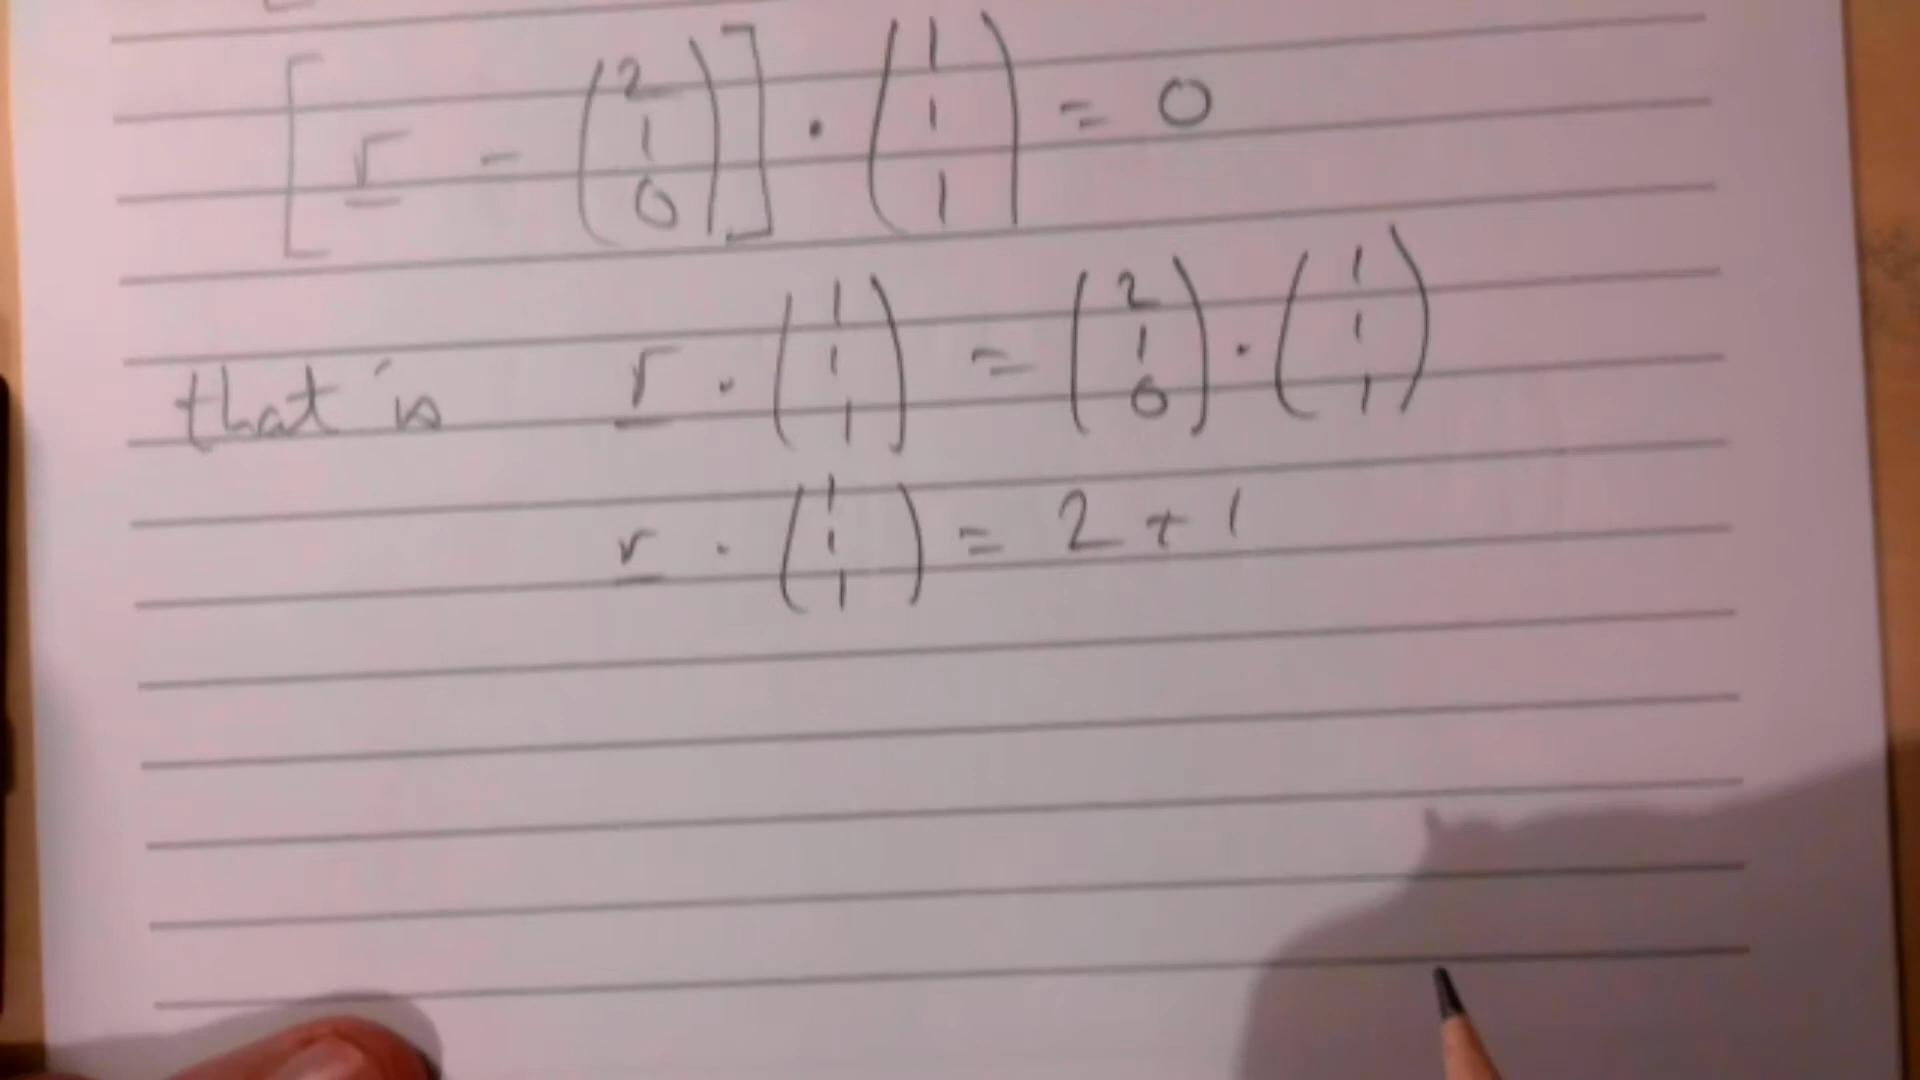 [r - (2 1 0)] · (1 1 1) = 0
that is r · (1 1 1) = (2 1 0) · (1 1 1)
r · (1 1 1) = 2 + 1